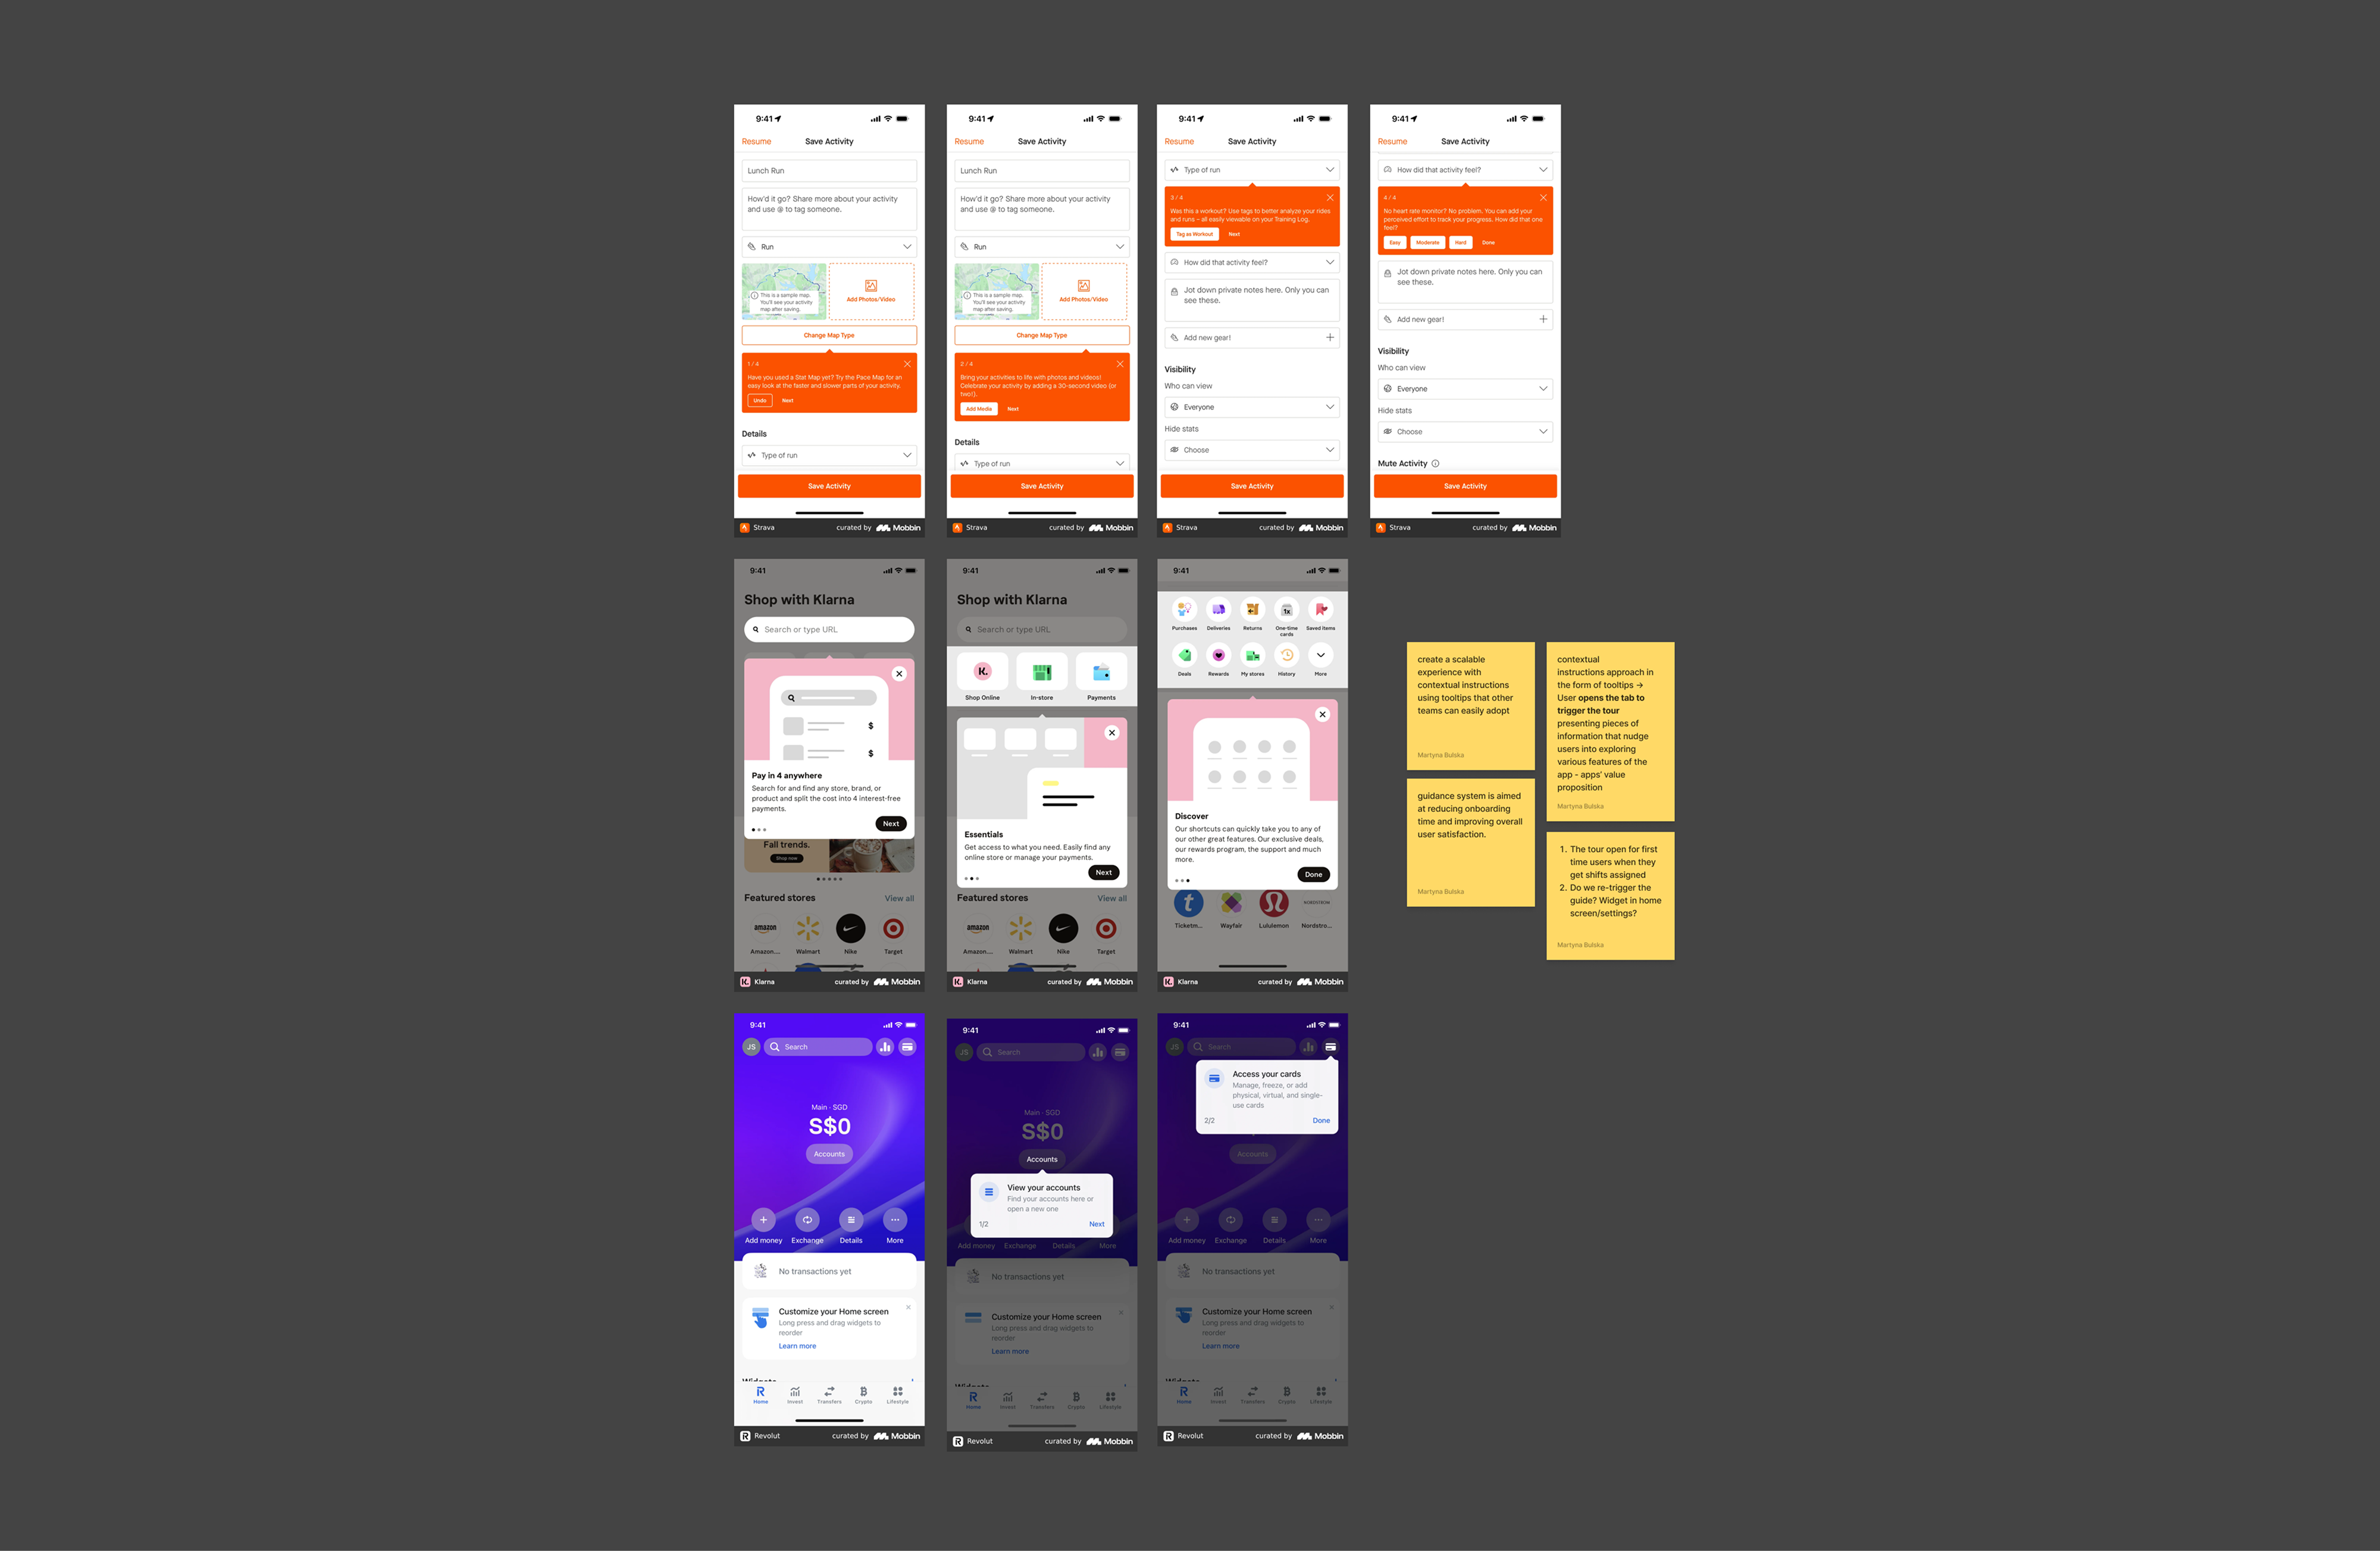 9:41
Resume
Save Activity
Lunch Run
How'd it go? Share more about your activity
and use @ to tag someone.
Run
This is a sample map.
You'll see your activity
map after saving.
Add Photos/Video
Change Map Type
1 / 4
Have you used a Stat Map yet? Try the Pace Map for an
easy look at the faster and slower parts of your activity.
Undo
Next
Details
Type of run
Save Activity
Strava
curated by Mobbin
9:41
Resume
Save Activity
Lunch Run
How'd it go? Share more about your activity
and use @ to tag someone.
Run
This is a sample map.
You'll see your activity
map after saving.
Add Photos/Video
Change Map Type
2 / 4
Bring your activities to life with photos and videos!
Celebrate your activity by adding a 30-second video (or
two!).
Add Media
Next
Details
Type of run
Save Activity
Strava
curated by Mobbin
9:41
Resume
Save Activity
Type of run
3 / 4
Was this a workout? Use tags to better analyze your rides
and runs – all easily viewable on your Training Log.
Tag as Workout
Next
How did that activity feel?
Jot down private notes here. Only you can
see these.
Add new gear!
Visibility
Who can view
Everyone
Hide stats
Choose
Save Activity
Strava
curated by Mobbin
9:41
Resume
Save Activity
How did that activity feel?
4 / 4
No heart rate monitor? No problem. You can add your
perceived effort to track your progress. How did that one
feel?
Easy
Moderate
Hard
Done
Jot down private notes here. Only you can
see these.
Add new gear!
Visibility
Who can view
Everyone
Hide stats
Choose
Mute Activity
Save Activity
Strava
curated by Mobbin
9:41
Shop with Klarna
Search or type URL
$
$
Pay in 4 anywhere
Search for and find any store, brand, or
product and split the cost into 4 interest-free
payments.
Next
Fall trends.
Shop now
Featured stores
View all
amazon
Amazon....
Walmart
Nike
Target
K. Klarna
curated by Mobbin
9:41
Shop with Klarna
Search or type URL
K.
Shop Online
In-store
Payments
Essentials
Get access to what you need. Easily find any
online store or manage your payments.
Next
Featured stores
View all
amazon
Amazon....
Walmart
Nike
Target
K. Klarna
curated by Mobbin
9:41
1x
Purchases
Deliveries
Returns
One-time
cards
Saved items
Deals
Rewards
My stores
History
More
Discover
Our shortcuts can quickly take you to any of
our other great features. Our exclusive deals,
our rewards program, the support and much
more.
Done
t
NORDSTROM
Ticketm...
Wayfair
Lululemon
Nordstro...
K. Klarna
curated by Mobbin
create a scalable
experience with
contextual instructions
using tooltips that other
teams can easily adopt
Martyna Bulska
contextual
instructions approach in
the form of tooltips →
User opens the tab to
trigger the tour
presenting pieces of
information that nudge
users into exploring
various features of the
app - apps' value
proposition
Martyna Bulska
guidance system is aimed
at reducing onboarding
time and improving overall
user satisfaction.
Martyna Bulska
1. The tour open for first
time users when they
get shifts assigned
2. Do we re-trigger the
guide? Widget in home
screen/settings?
Martyna Bulska
9:41
JS
Search
Main · SGD
S$0
Accounts
Add money
Exchange
Details
More
No transactions yet
Customize your Home screen
Long press and drag widgets to
reorder
Learn more
Widgets
Home
Invest
Transfers
Crypto
Lifestyle
R Revolut
curated by Mobbin
9:41
JS
Search
Main · SGD
S$0
Accounts
View your accounts
Find your accounts here or
open a new one
1/2
Next
Add money
Exchange
Details
More
No transactions yet
Customize your Home screen
Long press and drag widgets to
reorder
Learn more
Widgets
Home
Invest
Transfers
Crypto
Lifestyle
R Revolut
curated by Mobbin
9:41
JS
Search
Access your cards
Manage, freeze, or add
physical, virtual, and single-
use cards
2/2
Done
Accounts
Add money
Exchange
Details
More
No transactions yet
Customize your Home screen
Long press and drag widgets to
reorder
Learn more
Home
Invest
Transfers
Crypto
Lifestyle
R Revolut
curated by Mobbin